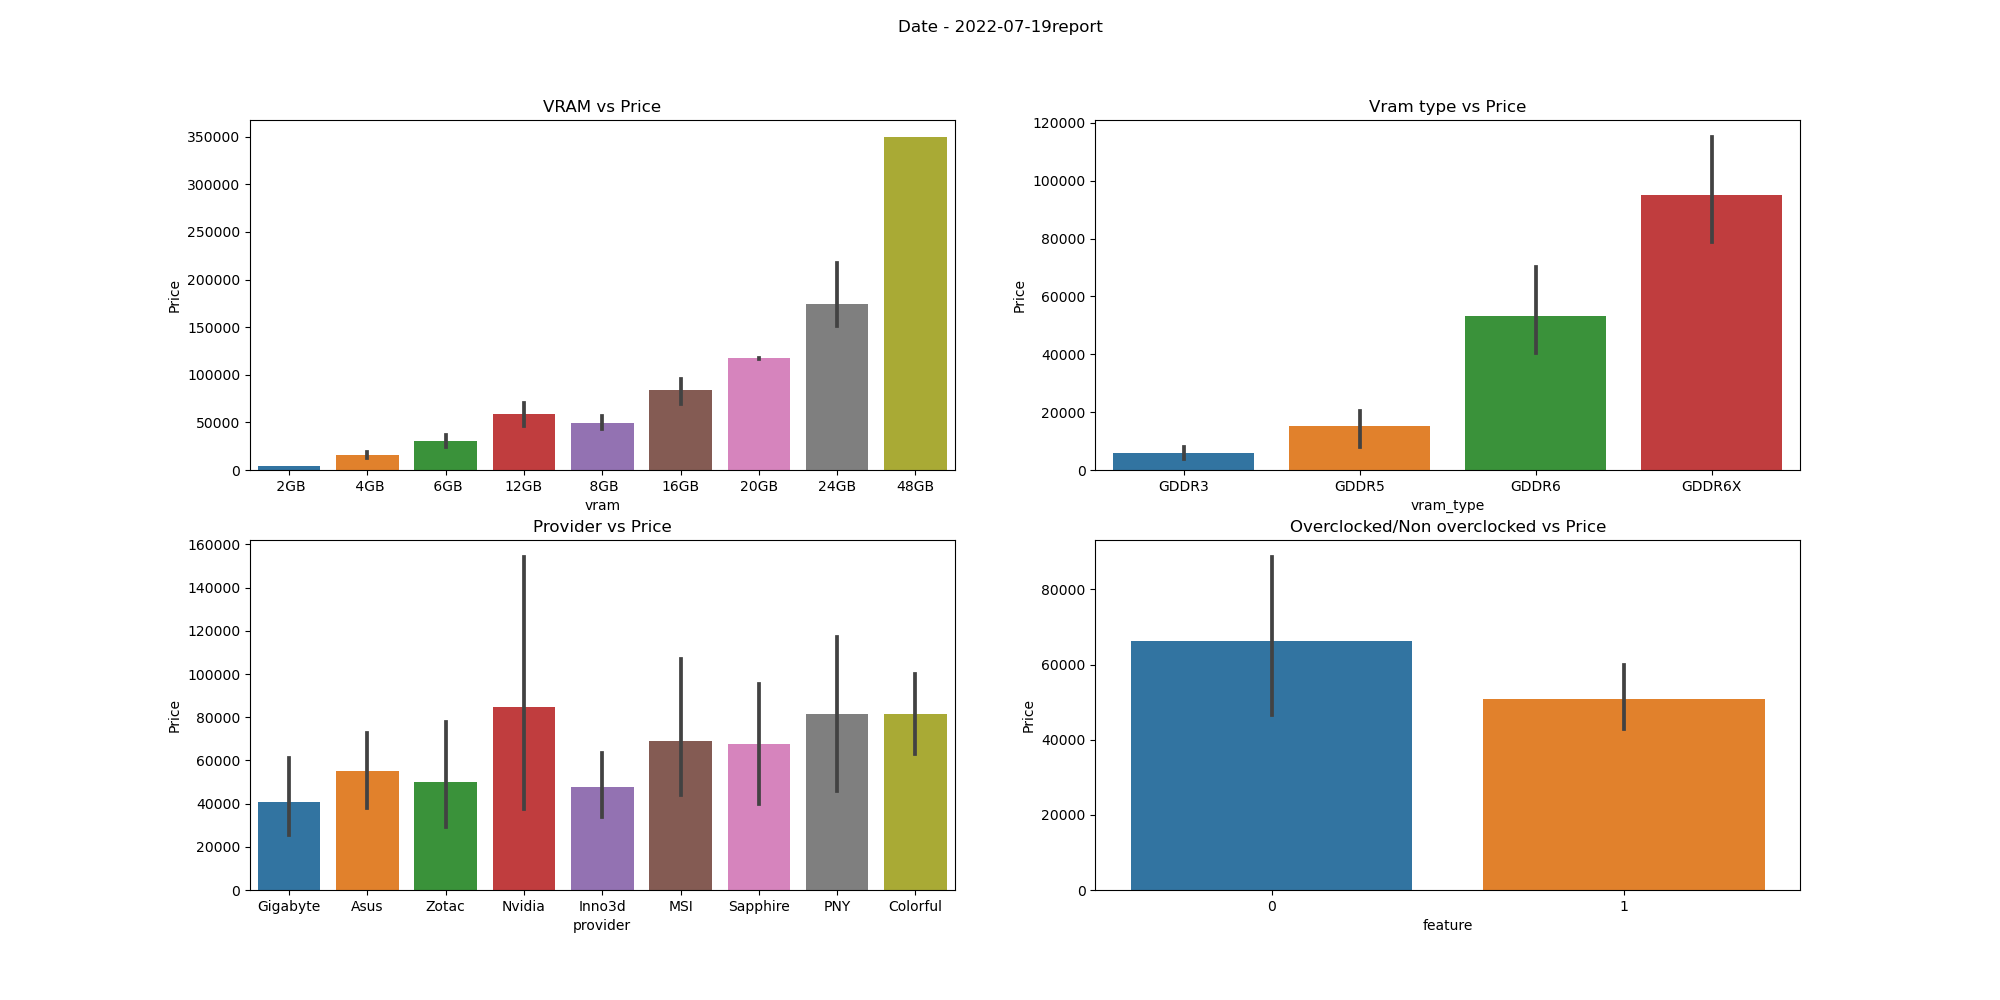 Date - 2022-07-19report
VRAM vs Price
350000
300000
250000
200000
150000
100000
50000
0
Price
2GB 4GB 6GB 12GB 8GB 16GB 20GB 24GB 48GB
vram
Vram type vs Price
120000
100000
80000
60000
40000
20000
0
Price
GDDR3 GDDR5 GDDR6 GDDR6X
vram_type
Provider vs Price
160000
140000
120000
100000
80000
60000
40000
20000
0
Price
Gigabyte Asus Zotac Nvidia Inno3d MSI Sapphire PNY Colorful
provider
Overclocked/Non overclocked vs Price
80000
60000
40000
20000
0
Price
0 1
feature